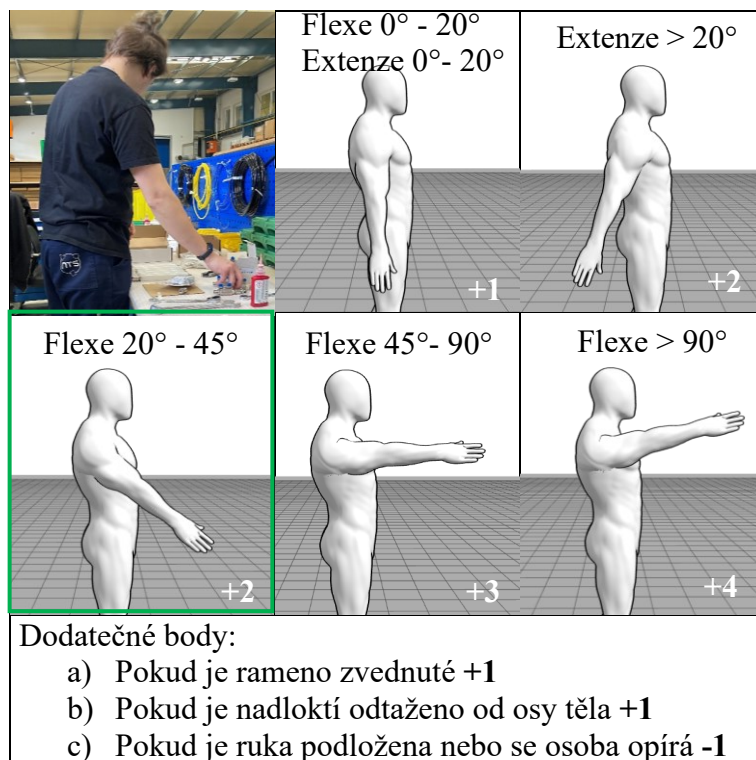 Flexe 0° - 20°
Extenze 0°- 20°
+1
Extenze > 20°
+2
Flexe 20° - 45°
+2
Flexe 45°- 90°
+3
Flexe > 90°
+4
Dodatečné body:
a) Pokud je rameno zvednuté +1
b) Pokud je nadloktí odtaženo od osy těla +1
c) Pokud je ruka podložena nebo se osoba opírá -1